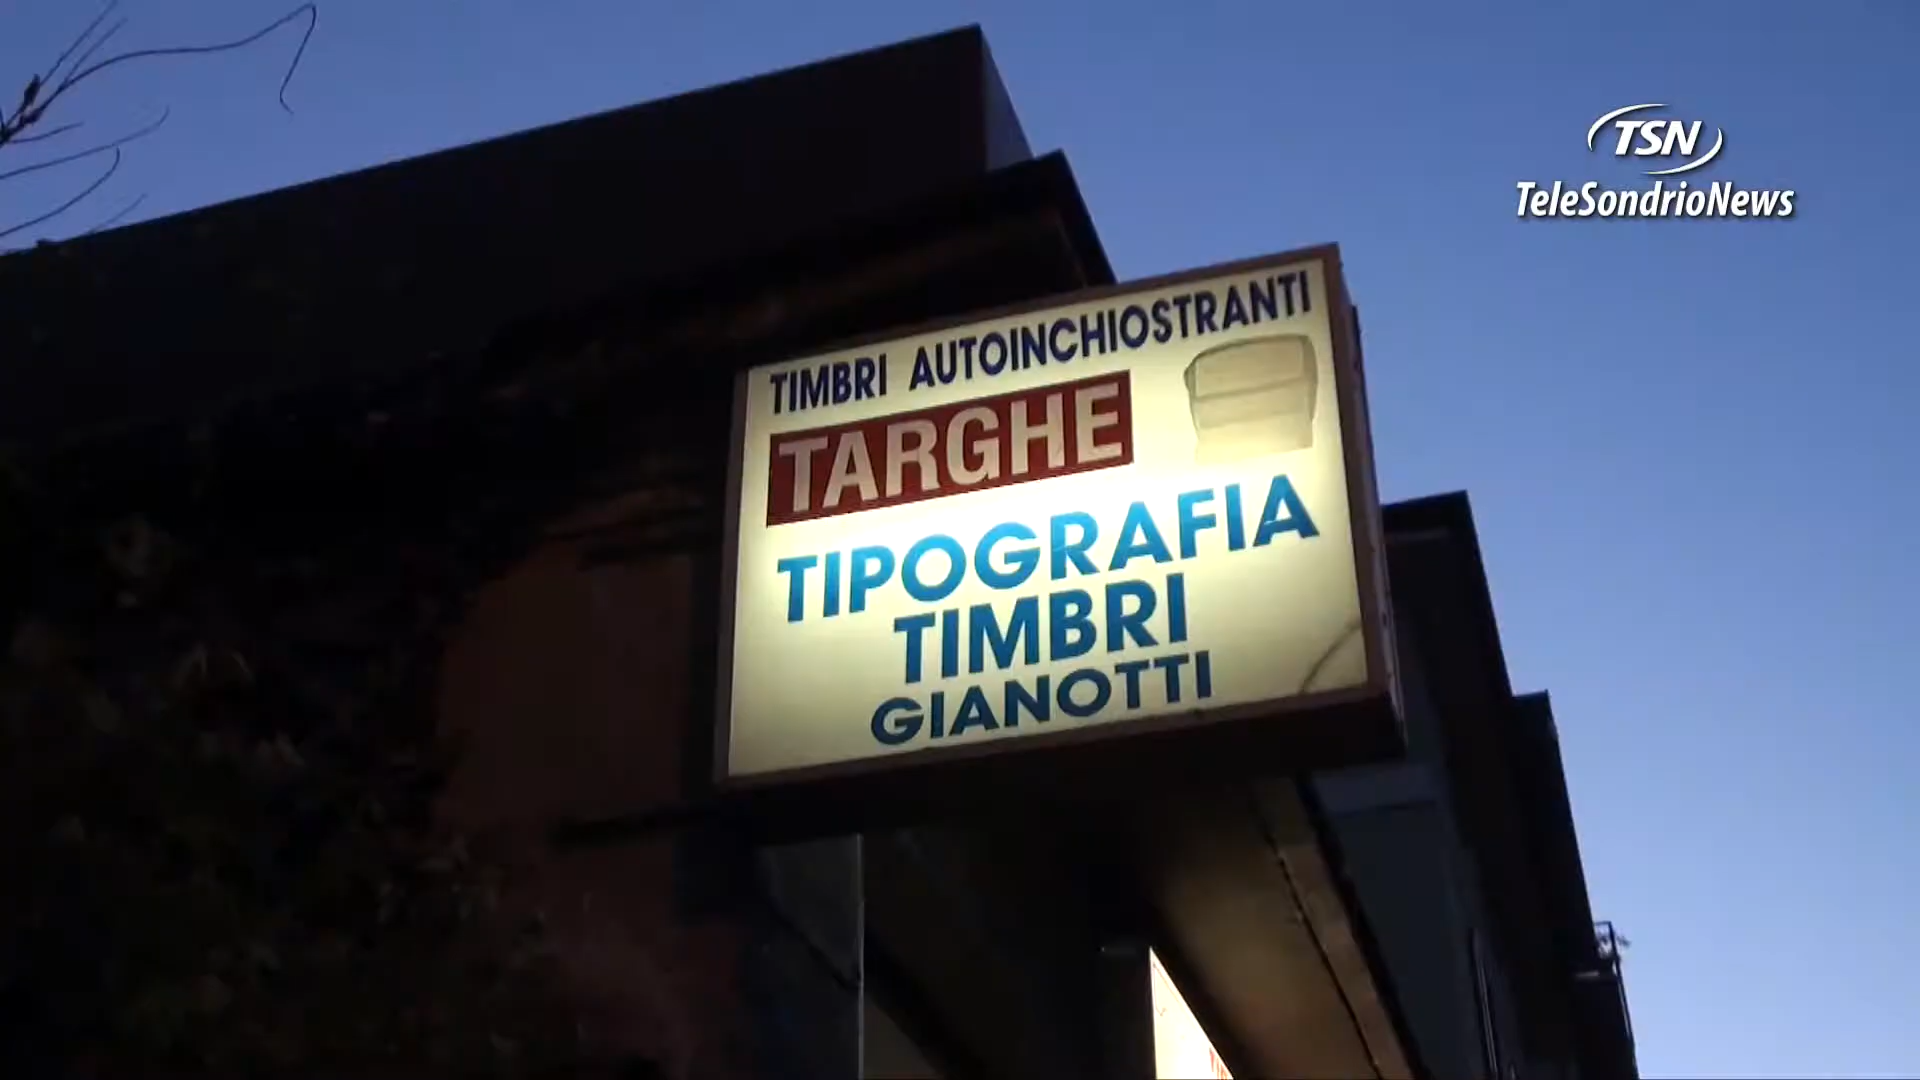 TSN
TeleSondrioNews
TIMBRI AUTOINCHIOSTRANTI
TARGHE
TIPOGRAFIA
TIMBRI
GIANOTTI